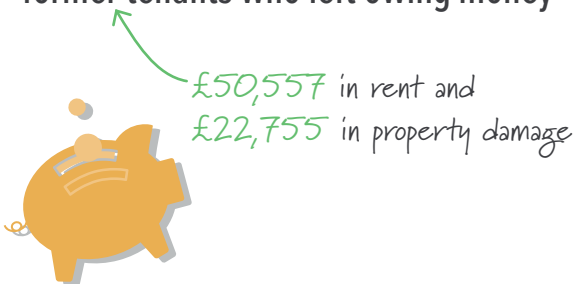 former tenants who left owing money
£50,557 in rent and
£22,755 in property damage